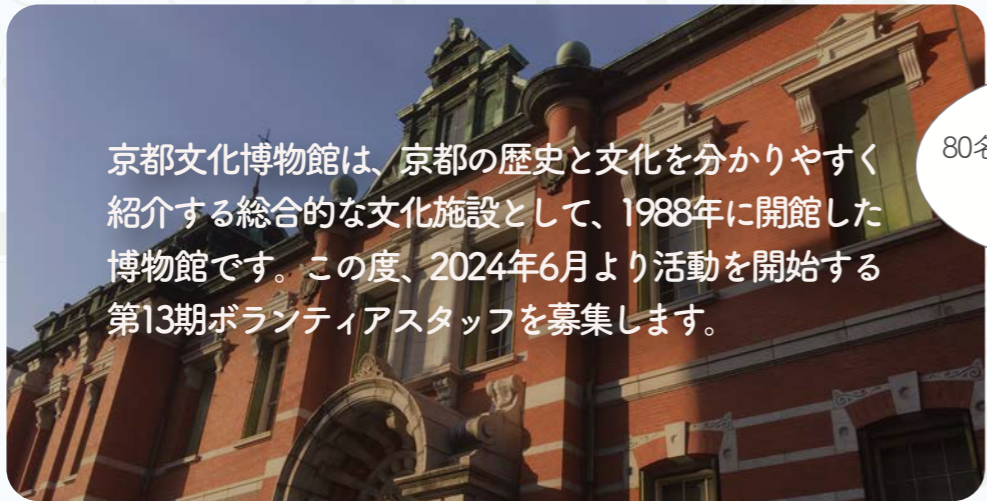 京都文化博物館は、京都の歴史と文化を分かりやすく
紹介する総合的な文化施設として、1988年に開館した
博物館です。この度、2024年6月より活動を開始する
第13期ボランティアスタッフを募集します。
80名